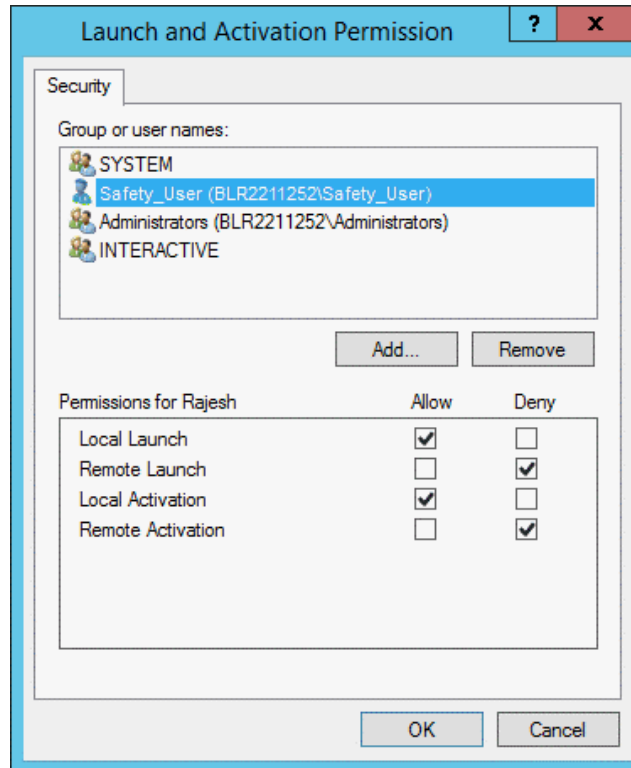 Launch and Activation Permission
? x
Security
Group or user names:
SYSTEM
Safety_User (BLR2211252\Safety_User)
Administrators (BLR2211252\Administrators)
INTERACTIVE
Add... Remove
Permissions for Rajesh Allow Deny
Local Launch
Remote Launch
Local Activation
Remote Activation
OK Cancel